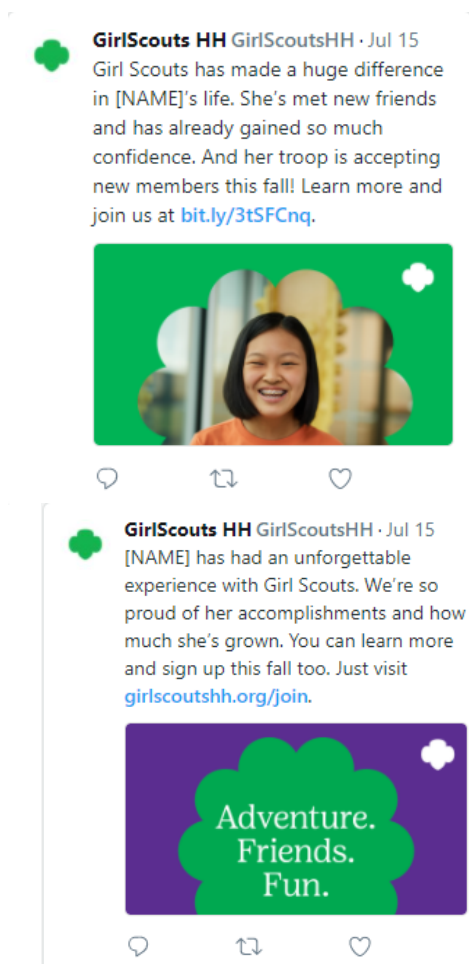 GirlScouts HH GirlScoutsHH · Jul 15
Girl Scouts has made a huge difference
in [NAME]’s life. She’s met new friends
and has already gained so much
confidence. And her troop is accepting
new members this fall! Learn more and
join us at bit.ly/3tSFCnq.
GirlScouts HH GirlScoutsHH · Jul 15
[NAME] has had an unforgettable
experience with Girl Scouts. We’re so
proud of her accomplishments and how
much she’s grown. You can learn more
and sign up this fall too. Just visit
girlscoutshh.org/join.
Adventure.
Friends.
Fun.